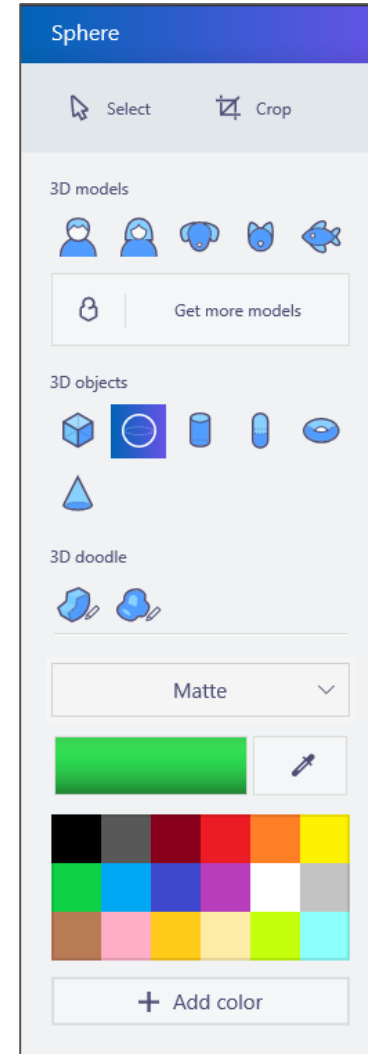 Sphere
Select Crop
3D models
Get more models
3D objects
3D doodle
Matte
Add color